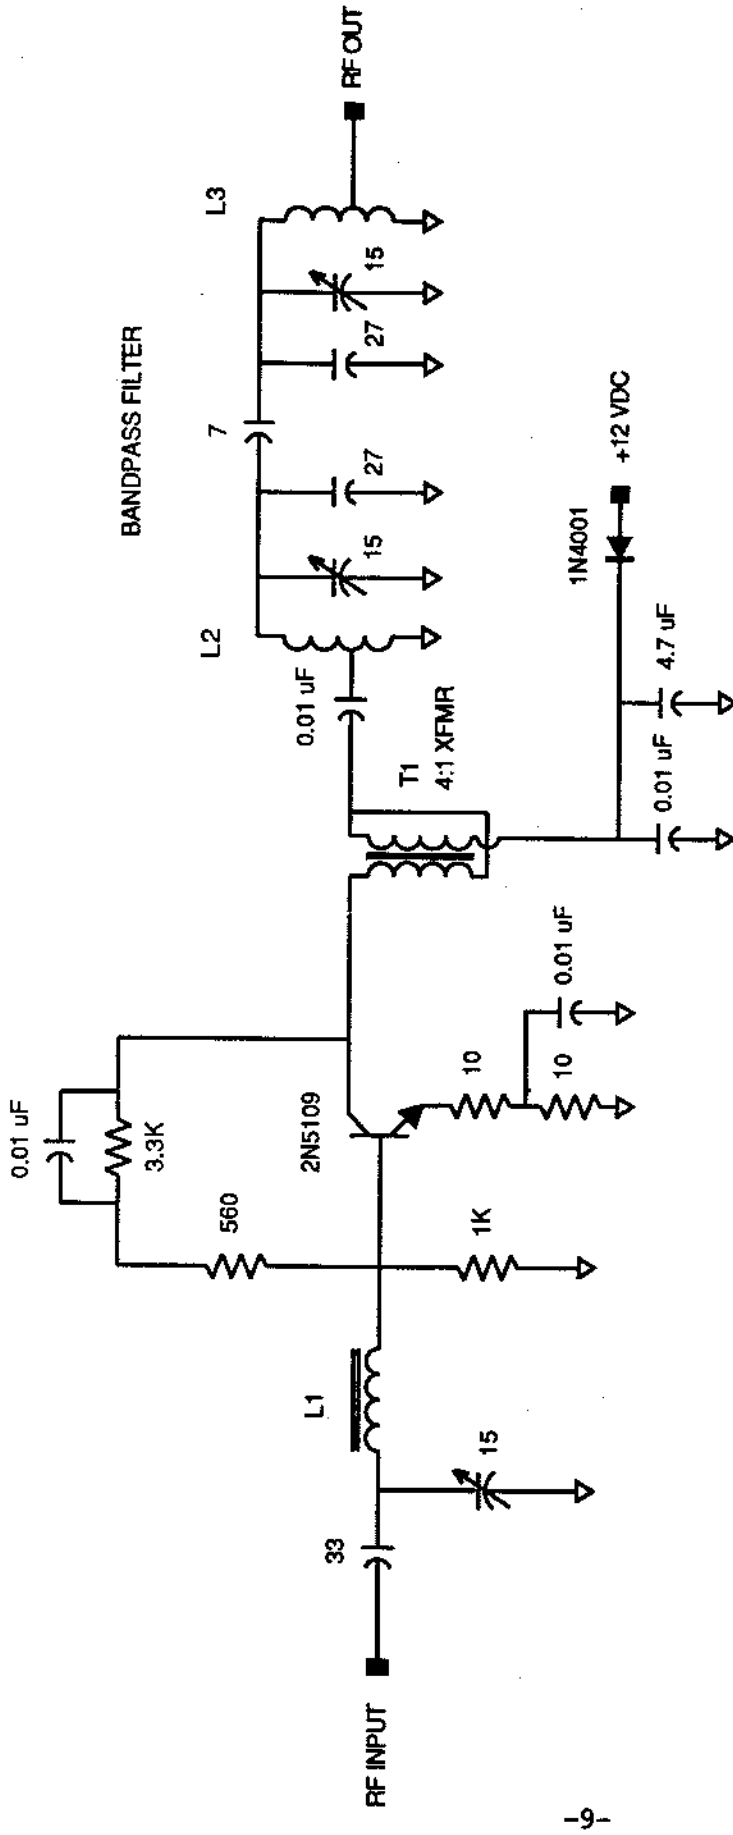 BANDPASS FILTER
0.01 uF
3.3K
560
2N5109
L2
7
L3
0.01 uF
15
27
27
15
RF OUT
T1
4:1 XFMR
L1
33
RF INPUT
15
1K
10
10
0.01 uF
1N4001
+12 VDC
0.01 uF
4.7 uF
-9-